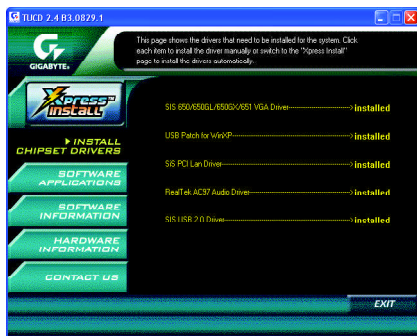 TUCD 2.4 B3.0829.1
This page shows the drivers that need to be installed for the system. Click
each item to install the driver manually or switch to the "Xpress Install"
page to install the drivers automatically.
GIGABYTE
Xpress™
Install
INSTALL
CHIPSET DRIVERS
SOFTWARE
APPLICATIONS
SOFTWARE
INFORMATION
HARDWARE
INFORMATION
CONTACT US
SIS 650/650GL/650GX/651 VGA Driver installed
USB Patch for WinXP installed
SiS PCI Lan Driver installed
RealTek AC97 Audio Driver installed
SIS USB 2.0 Driver installed
EXIT